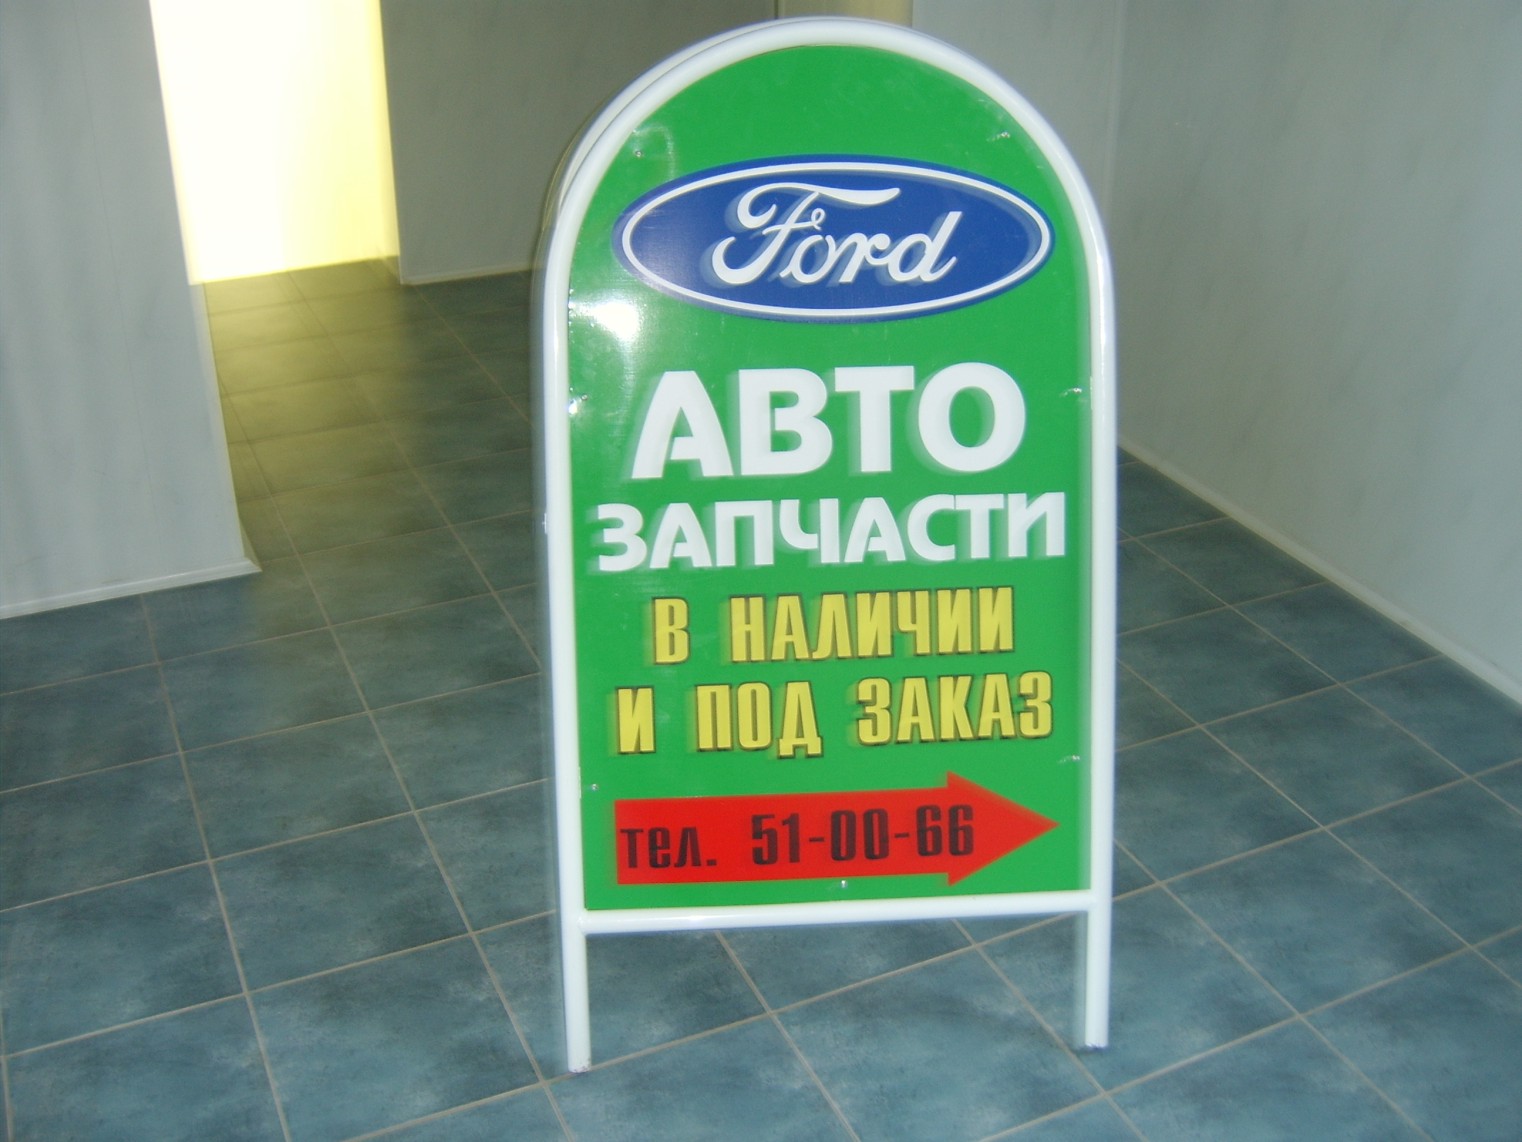 Ford
АВТО
ЗАПЧАСТИ
В НАЛИЧИИ
И ПОД ЗАКАЗ
тел. 51-00-66